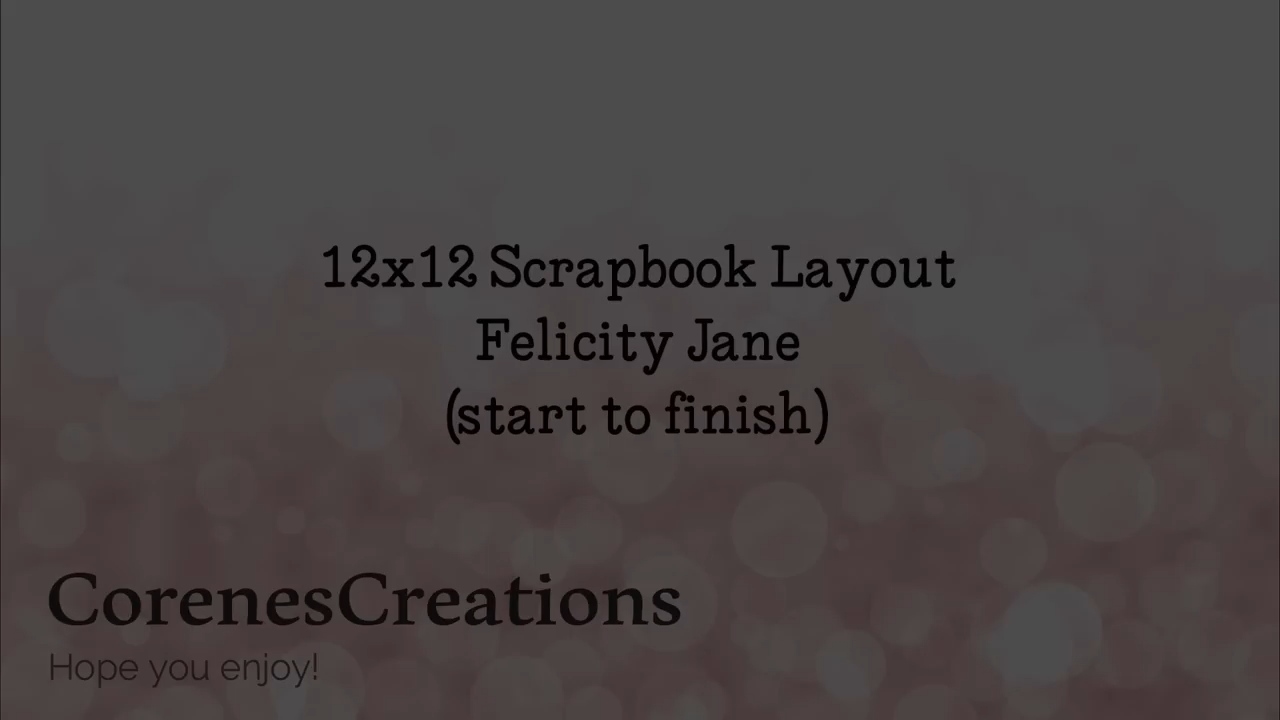 12x12 Scrapbook Layout
Felicity Jane
(start to finish)
CorenesCreations
Hope you enjoy!